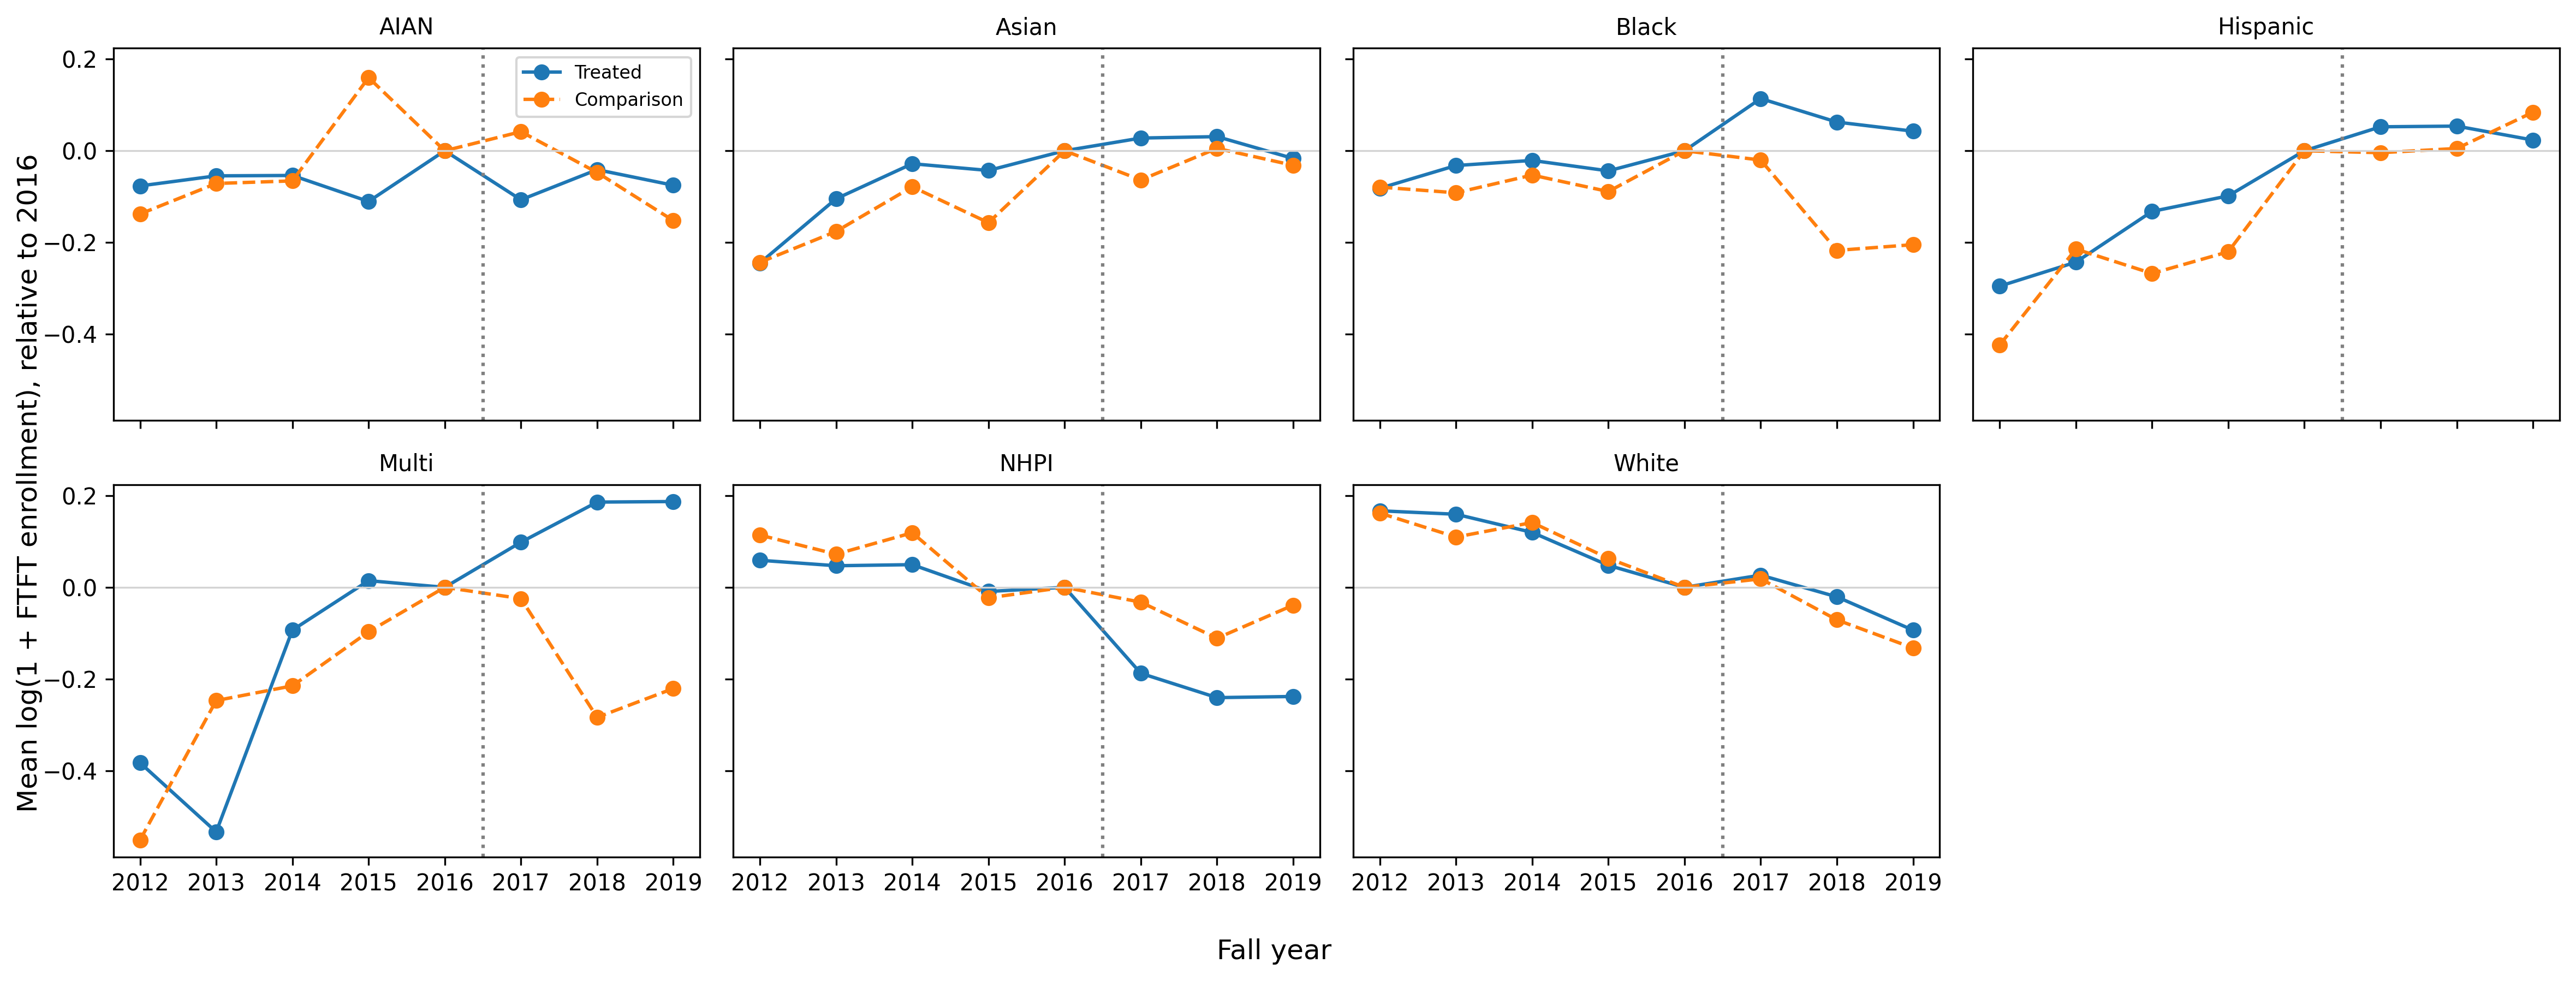 AIAN
Asian
Black
Hispanic
Treated
Comparison
0.2
0.0
−0.2
−0.4
Mean log(1 + FTFT enrollment), relative to 2016
Multi
NHPI
White
0.2
0.0
−0.2
−0.4
2012 2013 2014 2015 2016 2017 2018 2019
2012 2013 2014 2015 2016 2017 2018 2019
2012 2013 2014 2015 2016 2017 2018 2019
Fall year